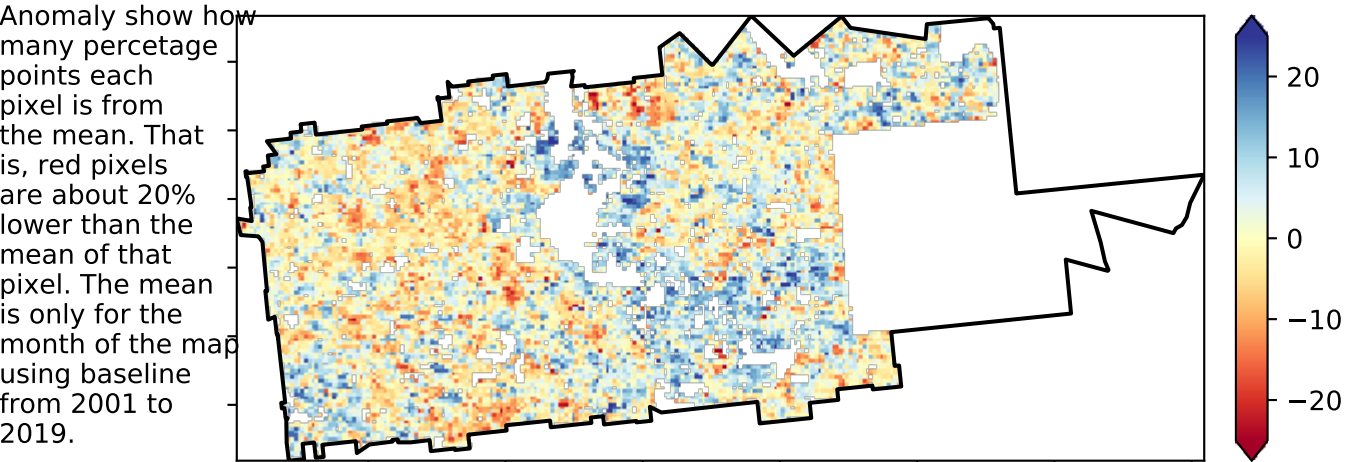 Anomaly show how
many percetage
points each
pixel is from
the mean. That
is, red pixels
are about 20%
lower than the
mean of that
pixel. The mean
is only for the
month of the map
using baseline
from 2001 to
2019.
20
10
0
−10
−20